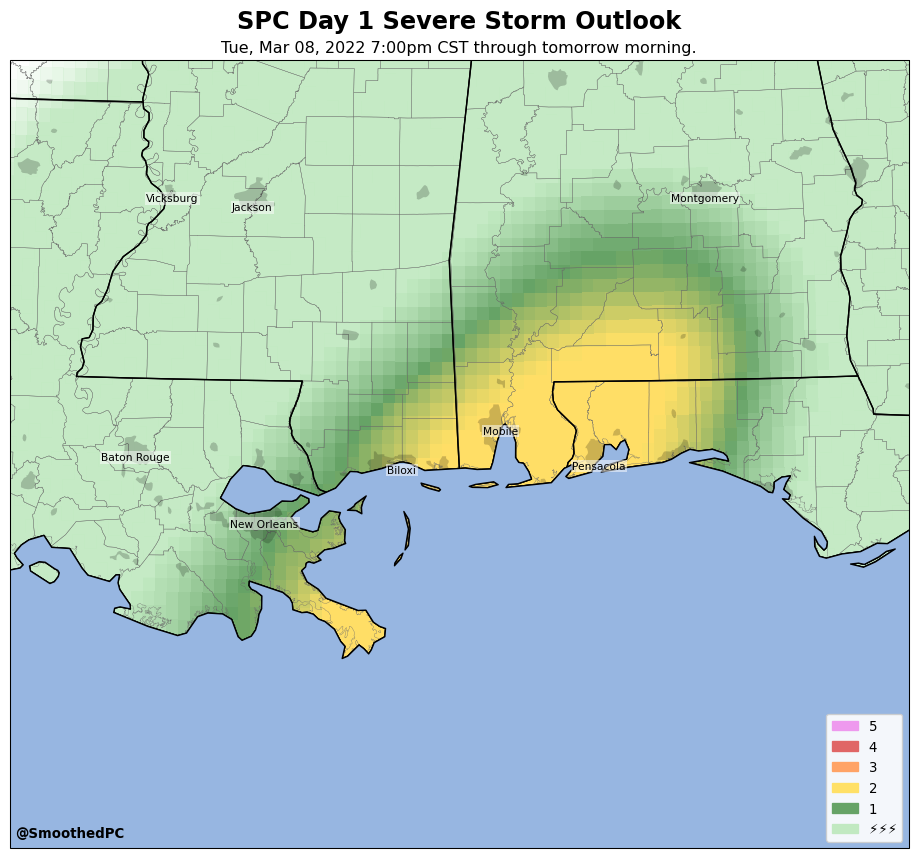 SPC Day 1 Severe Storm Outlook
Tue, Mar 08, 2022 7:00pm CST through tomorrow morning.
Vicksburg
Jackson
Montgomery
Mobile
Baton Rouge
Biloxi
Pensacola
New Orleans
5
4
3
2
1
⚡⚡⚡
@SmoothedPC